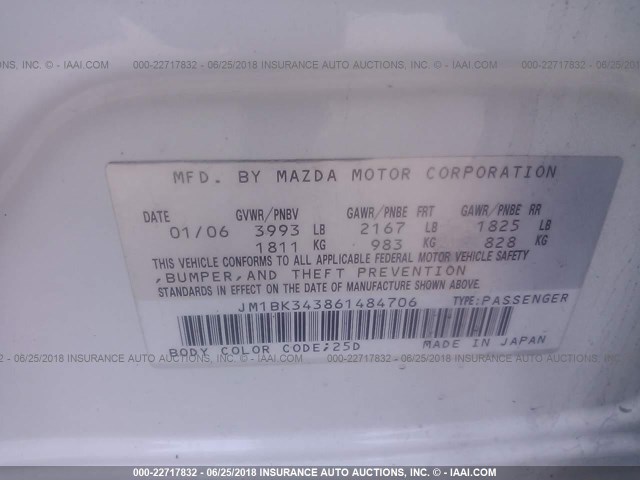 NCE AUTO AUCTIONS, INC. - IAAI.COM 000-22717832 - 06/25/2018 INSURANCE AUTO AUCTIONS, INC. - IAAI.COM 000-22717832 - 06/25/201
MFD. BY MAZDA MOTOR CORPORATION
DATE GVWR/PNBV GAWR/PNBE FRT GAWR/PNBE RR
01/06 3993 LB 2167 LB 1825 LB
1811 KG 983 KG 828 KG
THIS VEHICLE CONFORMS TO ALL APPLICABLE FEDERAL MOTOR VEHICLE SAFETY
,BUMPER,AND THEFT PREVENTION
STANDARDS IN EFFECT ON THE DATE OF MANUFACTURE SHOWN ABOVE.
JM1BK343861484706 TYPE:PASSENGER
BODY COLOR CODE;25D MADE IN JAPAN
- 06/25/2018 INSURANCE AUTO AUCTIONS, INC. - IAAI.COM 000-22717832 - 06/25/2018 INSURANCE AUTO AUCTIONS, INC. - IAAI.COM
000-22717832 - 06/25/2018 INSURANCE AUTO AUCTIONS, INC. - IAAI.COM